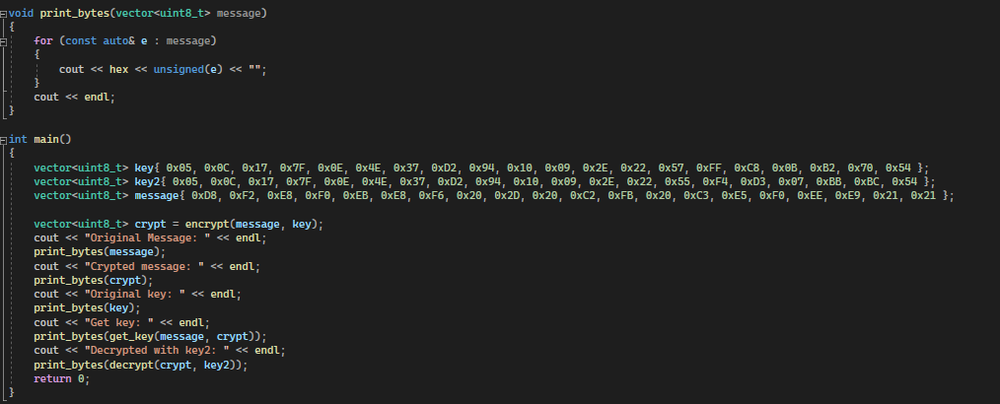 void print_bytes(vector<uint8_t> message)
{
for (const auto& e : message)
{
cout << hex << unsigned(e) << "";
}
cout << endl;
}
int main()
{
vector<uint8_t> key{ 0x05, 0x0C, 0x17, 0x7F, 0x0E, 0x4E, 0x37, 0xD2, 0x94, 0x10, 0x09, 0x2E, 0x22, 0x57, 0xFF, 0xC8, 0x0B, 0xB2, 0x70, 0x54 };
vector<uint8_t> key2{ 0x05, 0x0C, 0x17, 0x7F, 0x0E, 0x4E, 0x37, 0xD2, 0x94, 0x10, 0x09, 0x2E, 0x22, 0x55, 0xF4, 0xD3, 0x07, 0xBB, 0xBC, 0x54 };
vector<uint8_t> message{ 0xD8, 0xF2, 0xE8, 0xF0, 0xEB, 0xE8, 0xF6, 0x20, 0x2D, 0x20, 0xC2, 0xFB, 0x20, 0xC3, 0xE5, 0xF0, 0xEE, 0xE9, 0x21, 0x21 };
vector<uint8_t> crypt = encrypt(message, key);
cout << "Original Message: " << endl;
print_bytes(message);
cout << "Crypted message: " << endl;
print_bytes(crypt);
cout << "Original key: " << endl;
print_bytes(key);
cout << "Get key: " << endl;
print_bytes(get_key(message, crypt));
cout << "Decrypted with key2: " << endl;
print_bytes(decrypt(crypt, key2));
return 0;
}